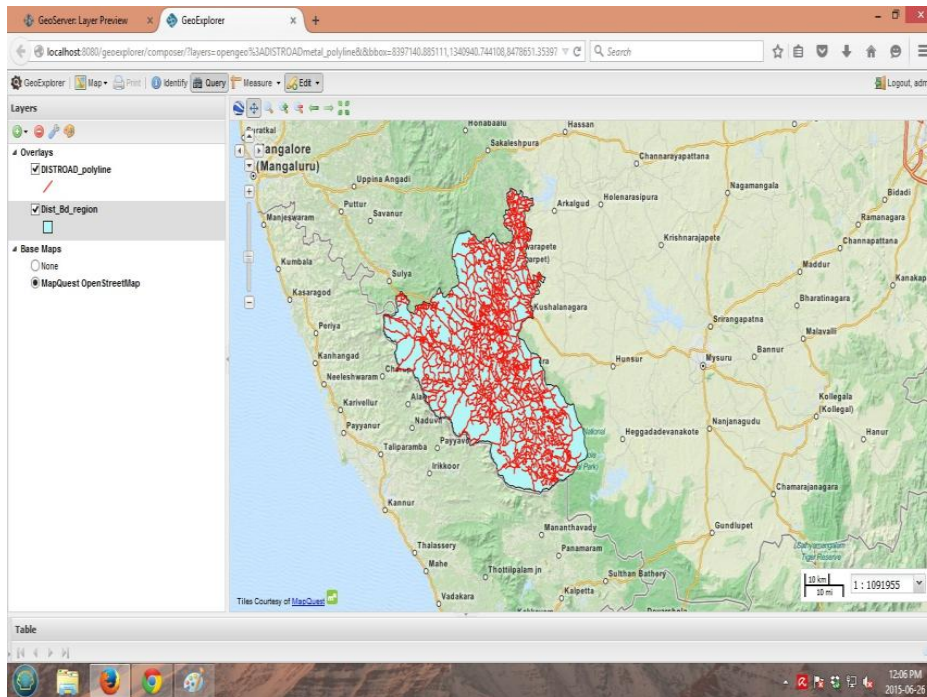 GeoServer: Layer Preview
GeoExplorer
localhost:8080/geoexplorer/composer/?layers=opengeo%3ADISTROADmetal_polyline&&bbox=8397140.885111,1340940.744108,8478651.35397
Search
GeoExplorer Map Print Identify Query Measure Edit Logout, adm
Layers
Overlays
DISTROAD_polyline
Dist_Bd_region
Base Maps
None
MapQuest OpenStreetMap
Honabaalu
Hassan
Sakaleshpura
Channarayapattana
Mangalore
(Mangaluru)
Uppina Angadi
Nagamangala
Bidadi
Puttur
Savanur
Arkalgud
Holenarasipura
Ramanagara
Manjeswaram
Krishnarajapete
Channapattana
Kumbala
Sulya
Maddur
Kanakap
Kasaragod
Kushalanagara
Bharatinagara
Periya
Srirangapatna
Malavalli
Kanhangad
Hunsur
Mysuru
Bannur
Neeleshwaram
Karivellur
Kollegala
(Kollegal)
Payyanur
Naduvi
Heggadadevanakote
Nanjanagudu
Hanur
Taliparamba
Payyavo
Irikkoor
Chamarajanagara
Kannur
Gundlupet
Mananthavady
Thalassery
Panamaram
Tiger Reserve
Mahe
Thottilpalam jn
Sulthan Bathery
Vadakara
Kalpetta
10 km
10 mi
1 : 1091955
Tiles Courtesy of MapQuest
Table
12:06 PM
2015-06-26